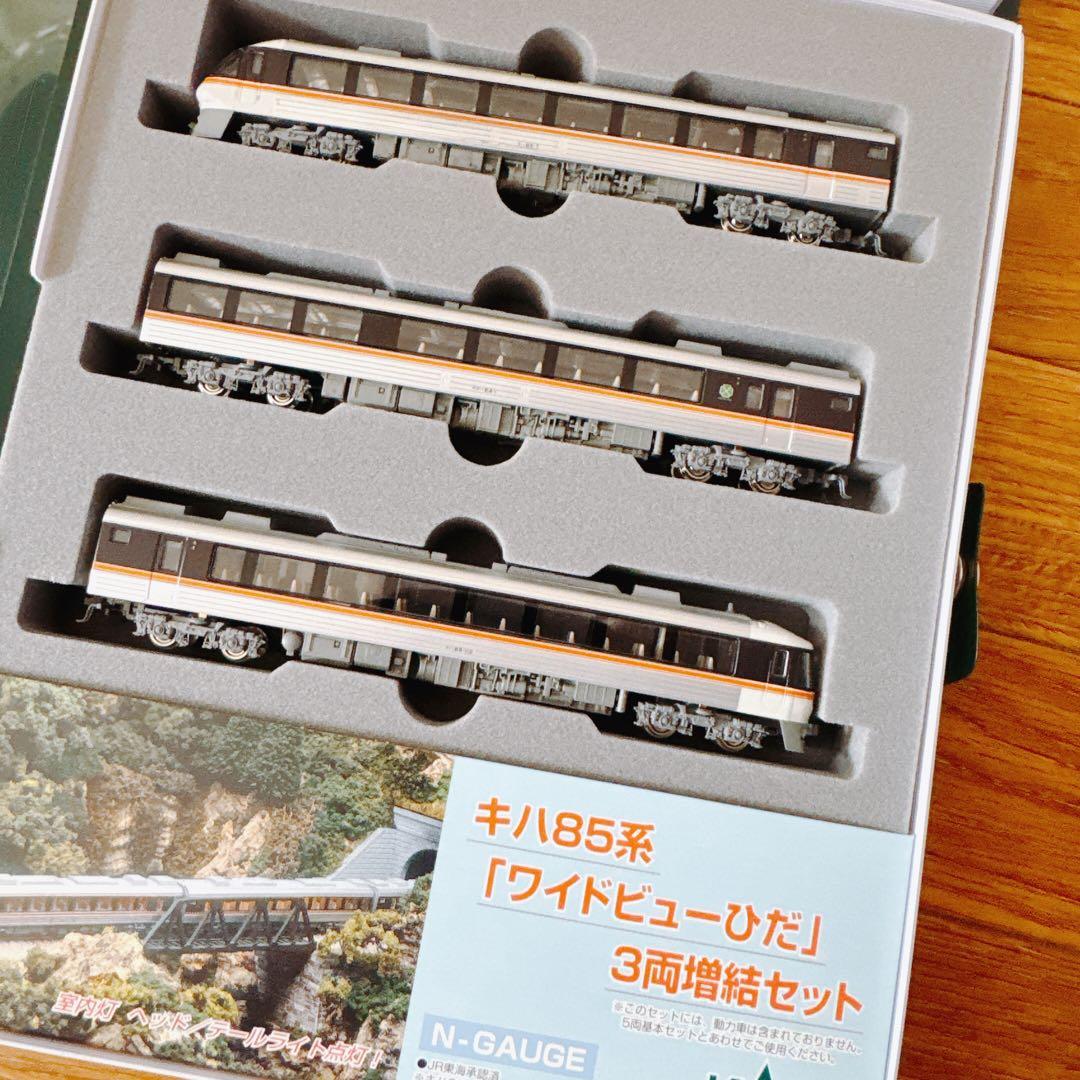 キハ85系
「ワイドビューひだ」
3両増結セット
※このセットには、動力車は含まれておりません。
5両基本セットとあわせてご使用ください。
室内灯 ヘッド/テールライト点灯!
N-GAUGE
●JR東海承認済